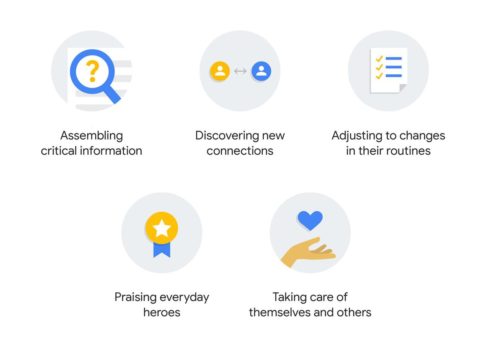 Assembling
critical information
Discovering new
connections
Adjusting to changes
in their routines
Praising everyday
heroes
Taking care of
themselves and others